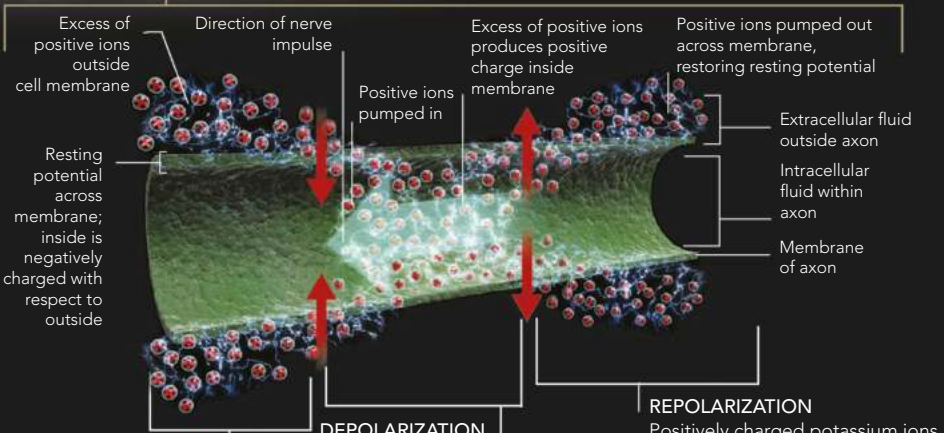 Excess of
positive ions
outside
cell membrane
Direction of nerve
impulse
Positive ions
pumped in
Excess of positive ions
produces positive
charge inside
membrane
Positive ions pumped out
across membrane,
restoring resting potential
Extracellular fluid
outside axon
Intracellular
fluid within
axon
Membrane
of axon
Resting
potential
across
membrane;
inside is
negatively
charged with
respect to
outside
DEPOLARIZATION
REPOLARIZATION
Positively charged potassium ions